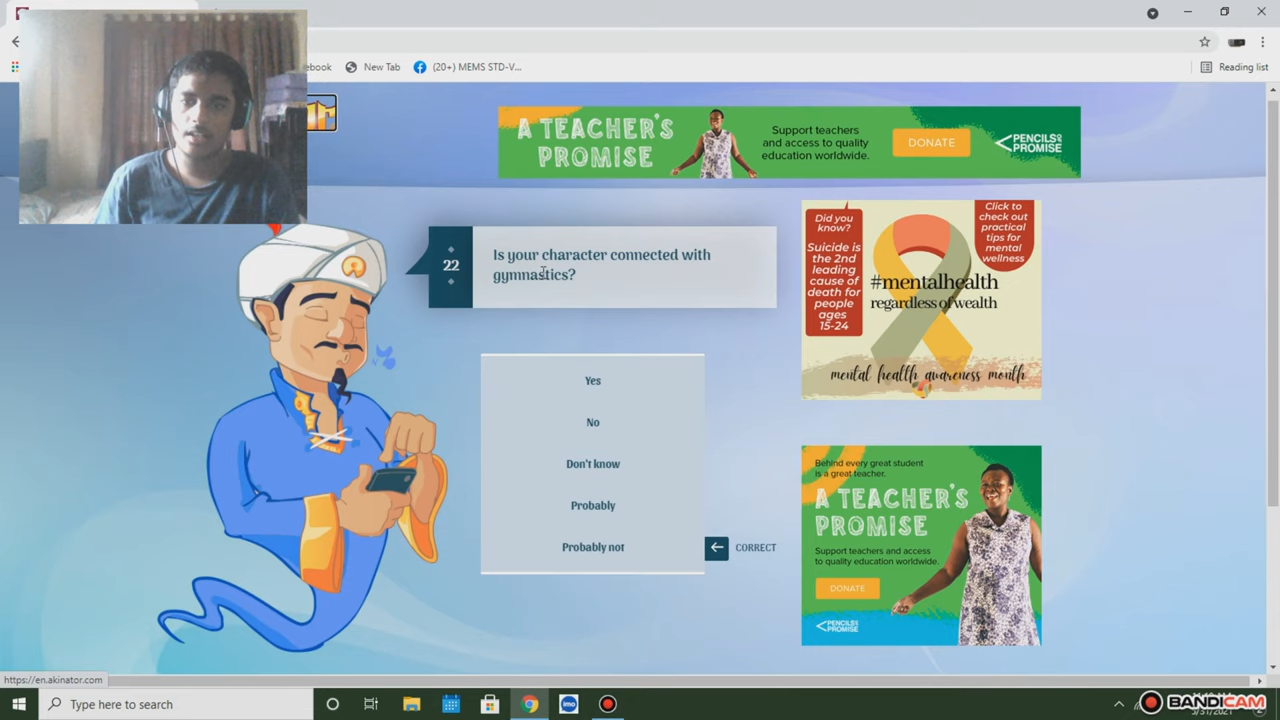 ebook
New Tab
(20+) MEMS STD-V...
Reading list
A TEACHER'S
PROMISE
Support teachers
and access to quality
education worldwide.
DONATE
PENCILS OF
PROMISE
22
Is your character connected with
gymnastics?
Yes
No
Don't know
Probably
Probably not
CORRECT
Did you
know?
Suicide is
the 2nd
leading
cause of
death for
people
ages
15-24
Click to
check out
practical
tips for
mental
wellness
#mentalhealth
regardless of wealth
mental health awareness month
Behind every great student
is a great teacher.
A TEACHER'S
PROMISE
Support teachers and access
to quality education worldwide.
DONATE
PENCILS OF
PROMISE
https://en.akinator.com
Type here to search
imo
BANDICAM